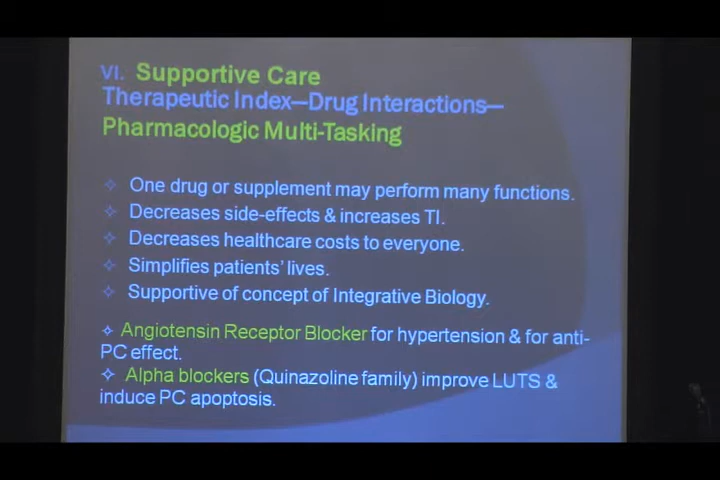 VI. Supportive Care
Therapeutic Index—Drug Interactions—
Pharmacologic Multi-Tasking
✧ One drug or supplement may perform many functions.
✧ Decreases side-effects & increases TI.
✧ Decreases healthcare costs to everyone.
✧ Simplifies patients' lives.
✧ Supportive of concept of Integrative Biology.
✧ Angiotensin Receptor Blocker for hypertension & for anti-
PC effect.
✧ Alpha blockers (Quinazoline family) improve LUTS &
induce PC apoptosis.